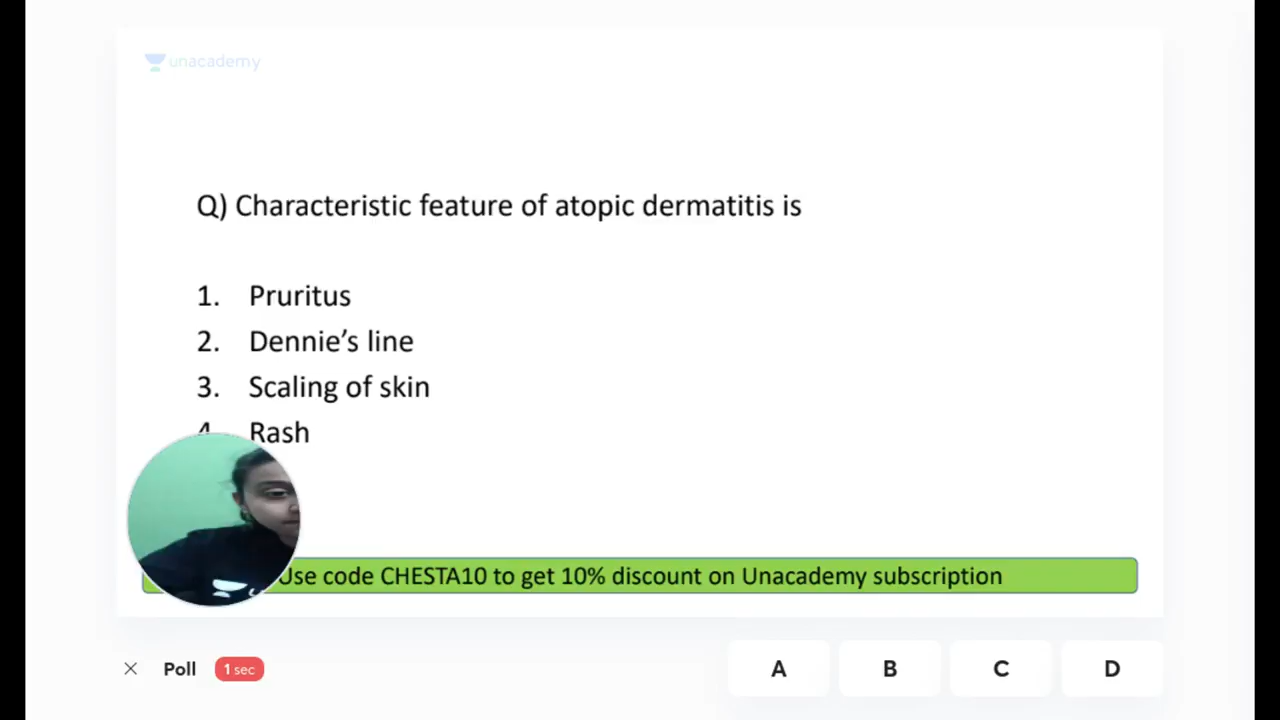 unacademy
Q) Characteristic feature of atopic dermatitis is
1. Pruritus
2. Dennie's line
3. Scaling of skin
4. Rash
Use code CHESTA10 to get 10% discount on Unacademy subscription
Poll 1 sec A B C D